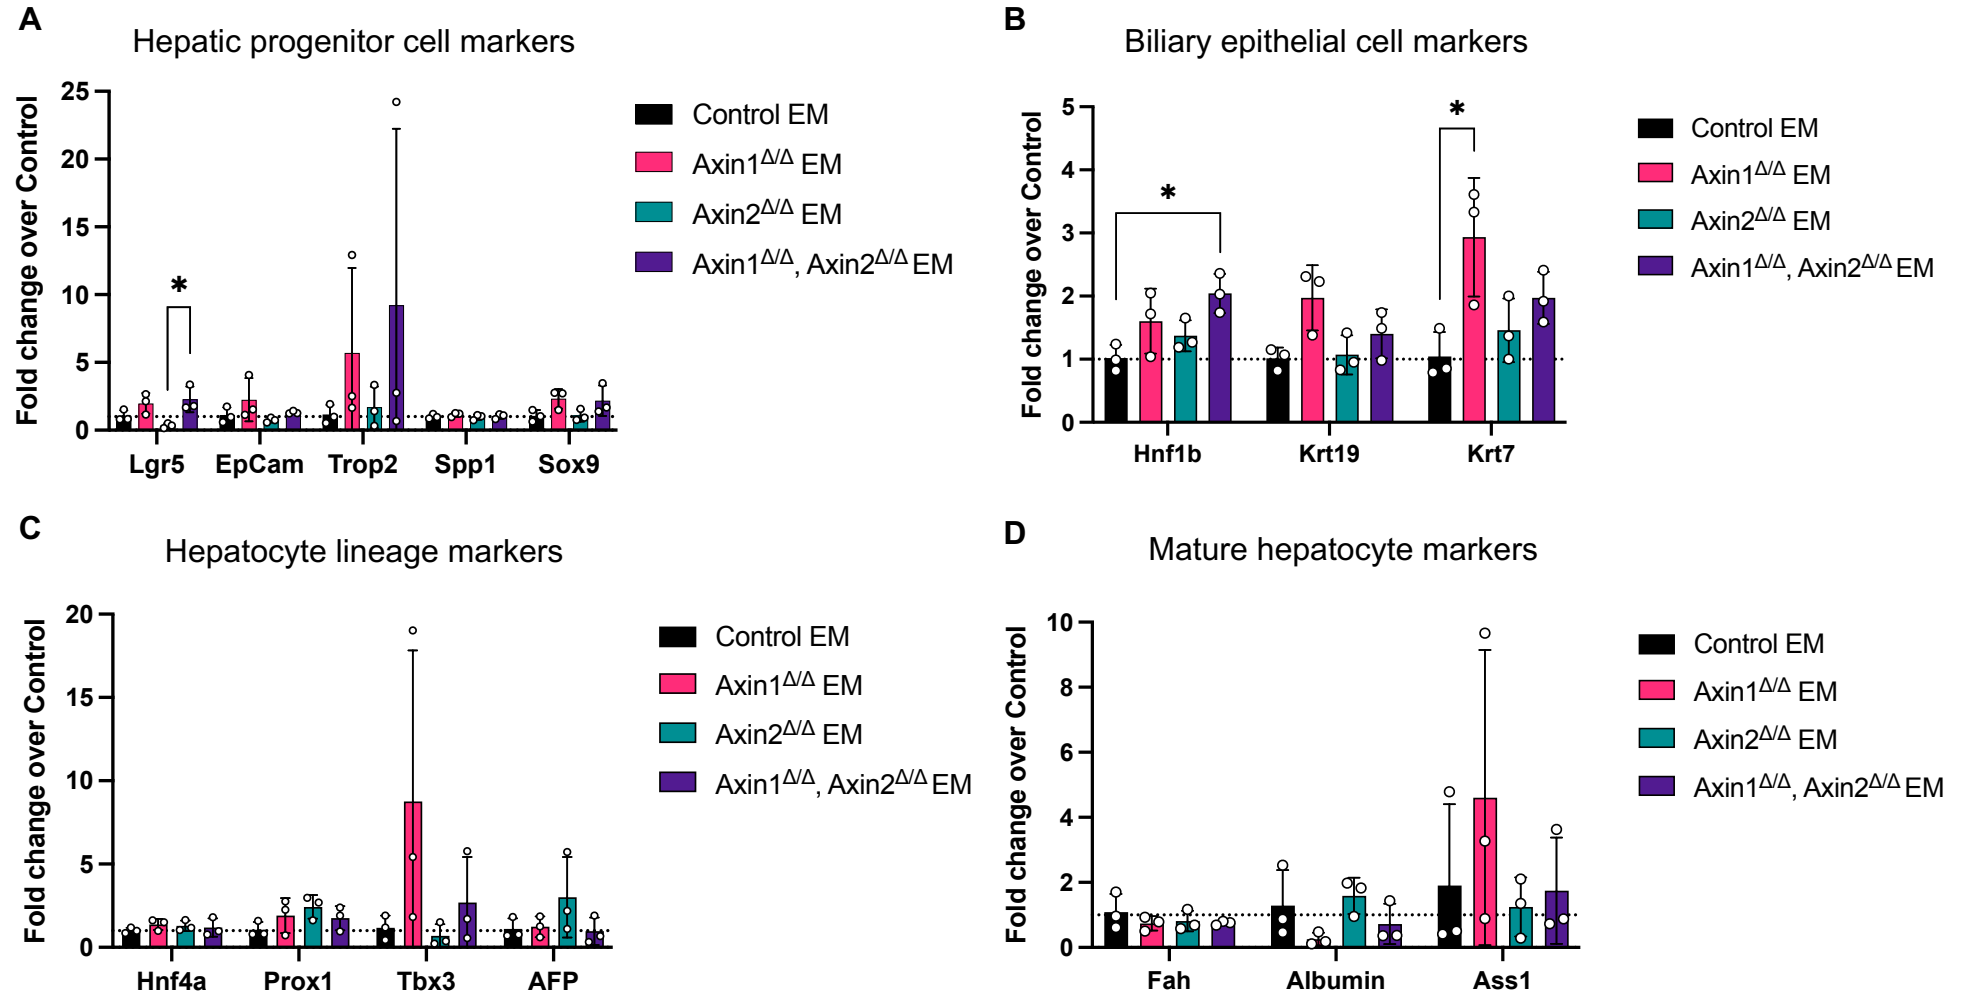 A
Hepatic progenitor cell markers
Fold change over Control
25
20
15
10
5
0
*
Lgr5 EpCam Trop2 Spp1 Sox9
Control EM
Axin1Δ/Δ EM
Axin2Δ/Δ EM
Axin1Δ/Δ, Axin2Δ/Δ EM
B
Biliary epithelial cell markers
Fold change over Control
5
4
3
2
1
0
*
*
Hnf1b Krt19 Krt7
Control EM
Axin1Δ/Δ EM
Axin2Δ/Δ EM
Axin1Δ/Δ, Axin2Δ/Δ EM
C
Hepatocyte lineage markers
Fold change over Control
20
15
10
5
0
Hnf4a Prox1 Tbx3 AFP
Control EM
Axin1Δ/Δ EM
Axin2Δ/Δ EM
Axin1Δ/Δ, Axin2Δ/Δ EM
D
Mature hepatocyte markers
Fold change over Control
10
8
6
4
2
0
Fah Albumin Ass1
Control EM
Axin1Δ/Δ EM
Axin2Δ/Δ EM
Axin1Δ/Δ, Axin2Δ/Δ EM